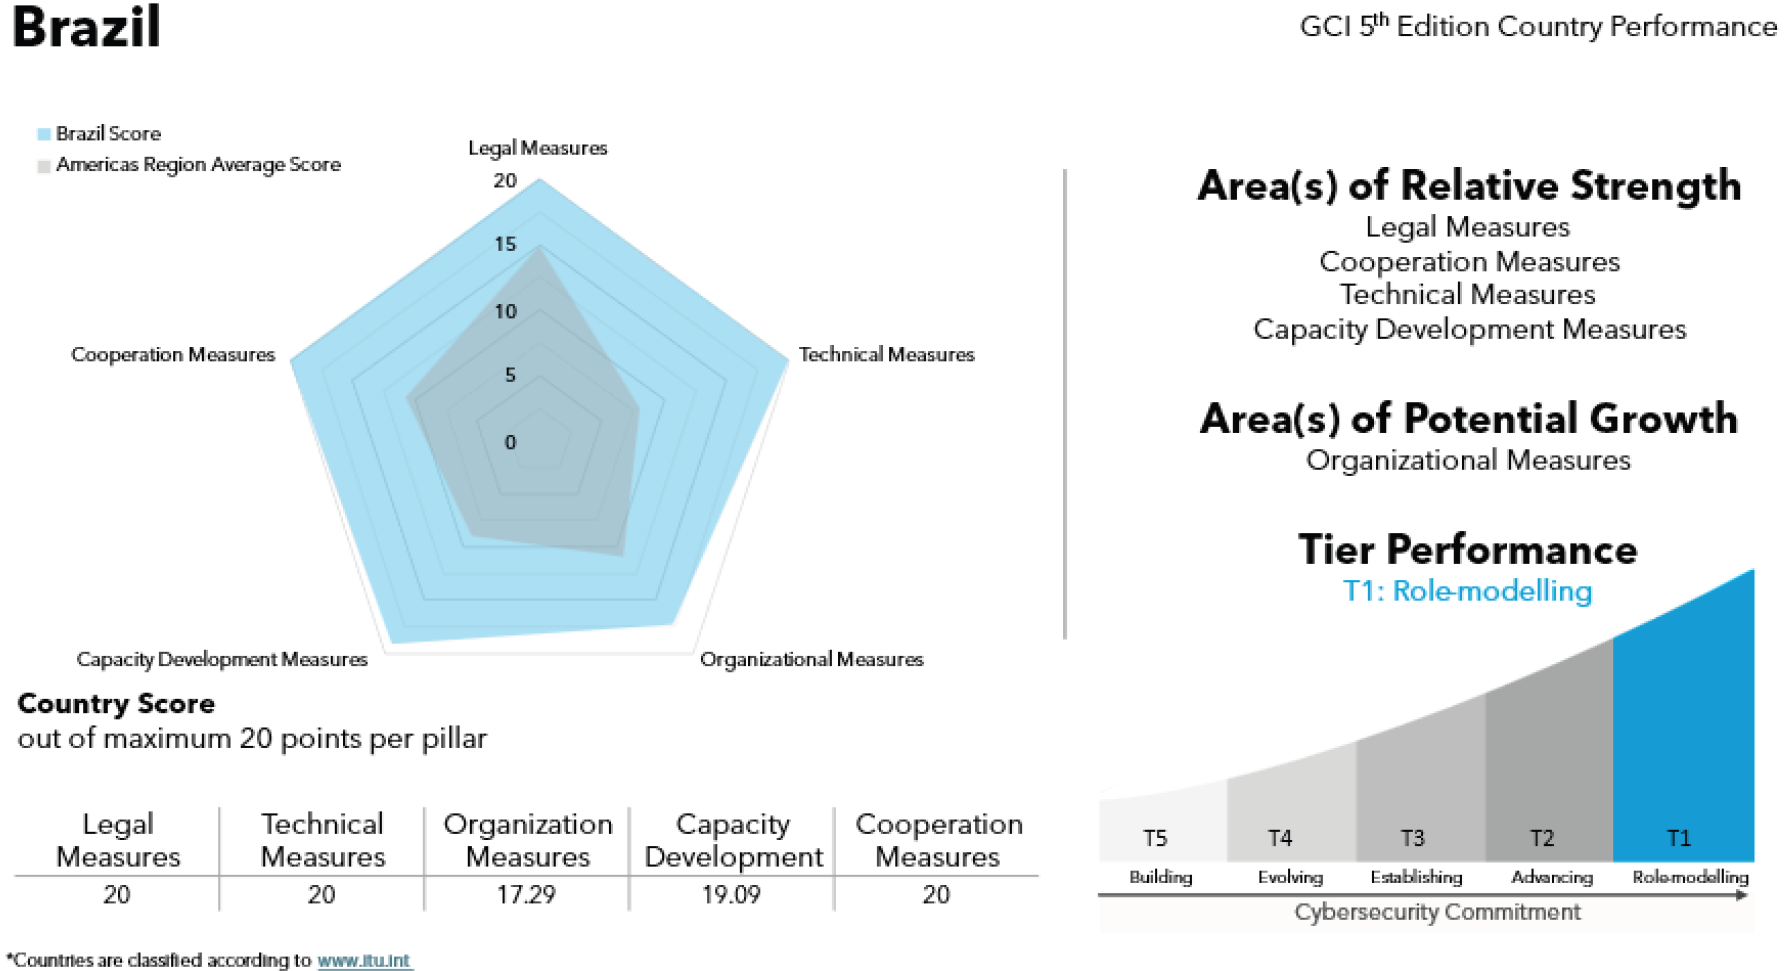 Brazil
GCI 5th Edition Country Performance
Brazil Score
Americas Region Average Score
Legal Measures
20
15
10
5
0
Cooperation Measures
Technical Measures
Capacity Development Measures
Organizational Measures
Country Score
out of maximum 20 points per pillar
Legal Measures
Technical Measures
Organization Measures
Capacity Development
Cooperation Measures
20
20
17.29
19.09
20
*Countries are classified according to www.itu.int
Area(s) of Relative Strength
Legal Measures
Cooperation Measures
Technical Measures
Capacity Development Measures
Area(s) of Potential Growth
Organizational Measures
Tier Performance
T1: Role-modelling
T5
T4
T3
T2
T1
Building
Evolving
Establishing
Advancing
Role-modelling
Cybersecurity Commitment